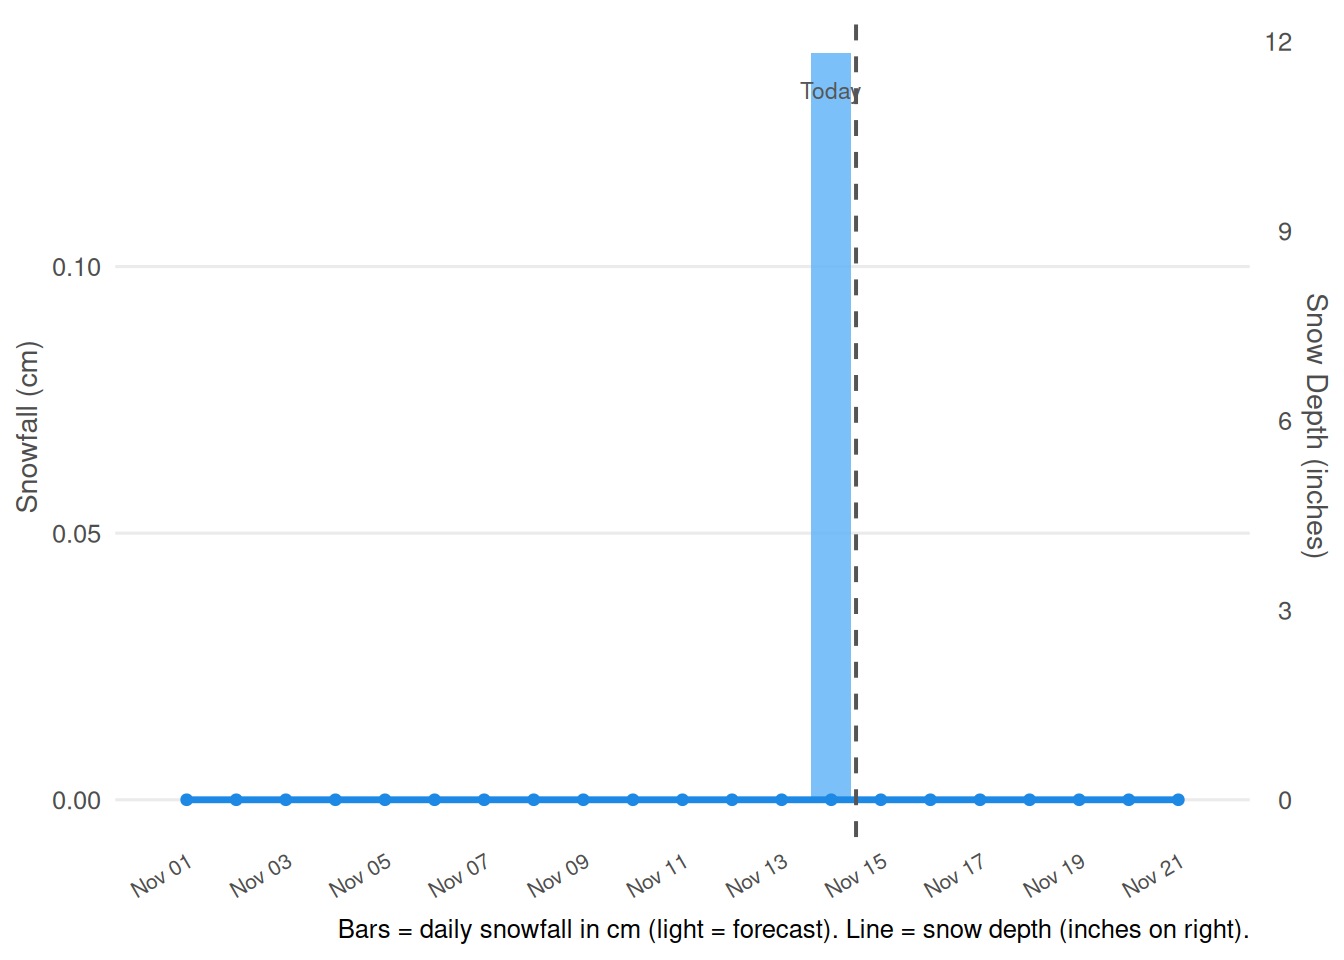 12
Today
9
0.10
Snowfall (cm)
Snow Depth (inches)
6
0.05
3
0.00
0
Nov 01
Nov 03
Nov 05
Nov 07
Nov 09
Nov 11
Nov 13
Nov 15
Nov 17
Nov 19
Nov 21
Bars = daily snowfall in cm (light = forecast). Line = snow depth (inches on right).